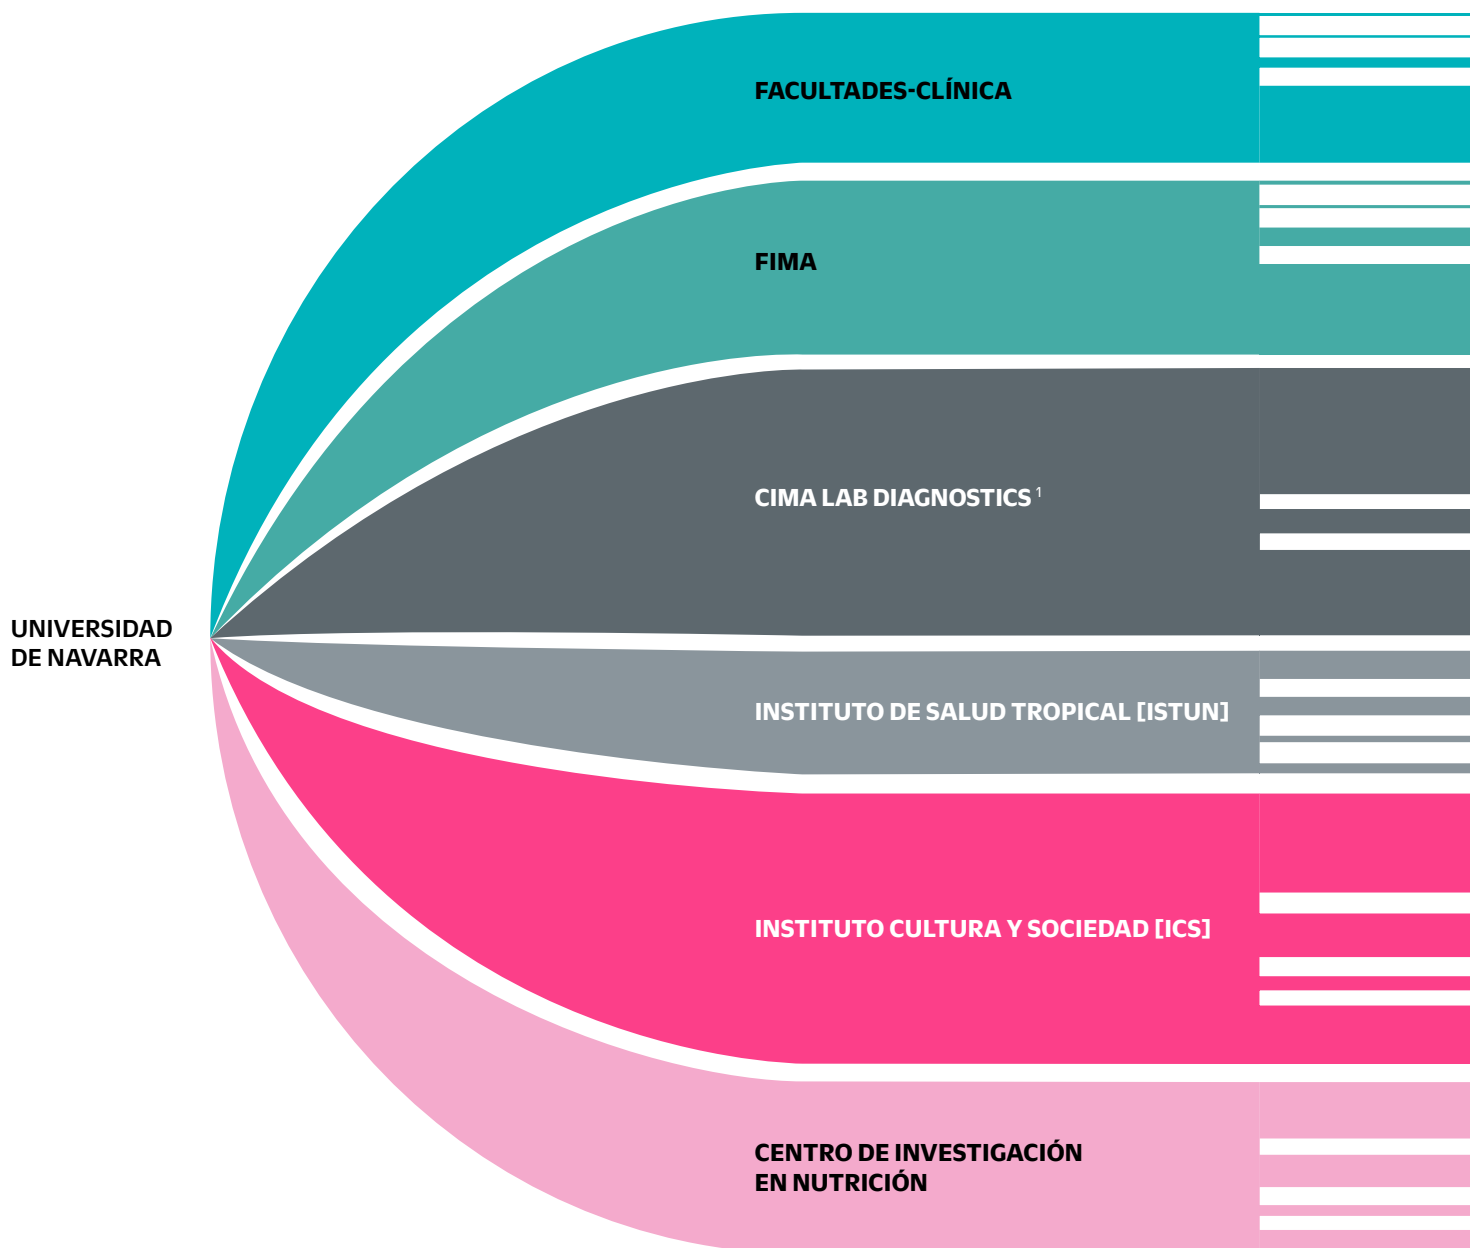 FACULTADES-CLÍNICA
FIMA
CIMA LAB DIAGNOSTICS 1
UNIVERSIDAD
DE NAVARRA
INSTITUTO DE SALUD TROPICAL [ISTUN]
INSTITUTO CULTURA Y SOCIEDAD [ICS]
CENTRO DE INVESTIGACIÓN
EN NUTRICIÓN